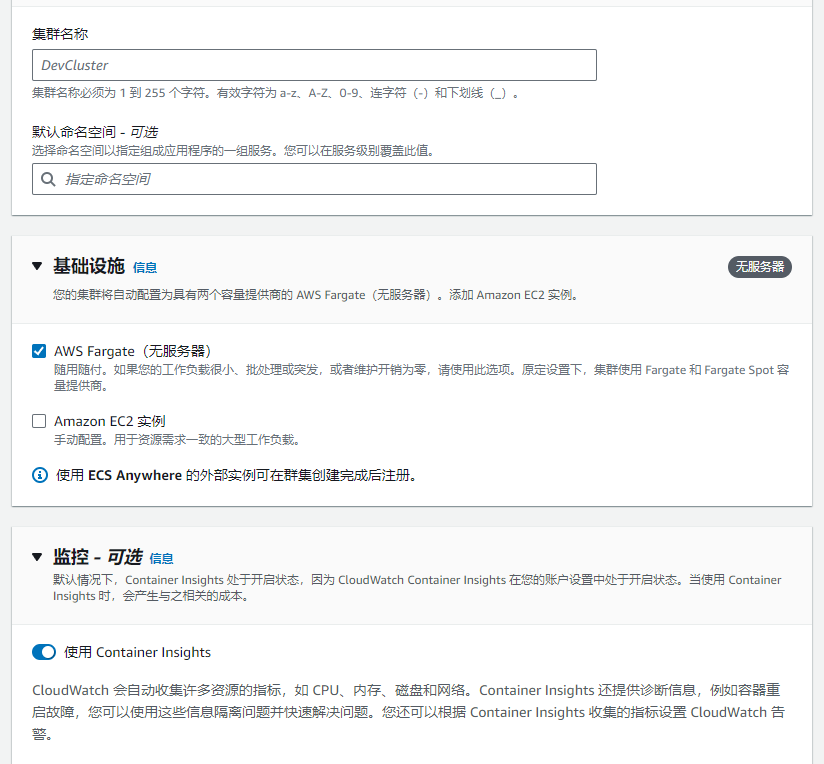 集群名称
DevCluster
集群名称必须为 1 到 255 个字符。有效字符为 a-z、A-Z、0-9、连字符（-）和下划线（_）。
默认命名空间 - 可选
选择命名空间以指定组成应用程序的一组服务。您可以在服务级别覆盖此值。
指定命名空间
基础设施 信息
无服务器
您的集群将自动配置为具有两个容量提供商的 AWS Fargate（无服务器）。添加 Amazon EC2 实例。
AWS Fargate（无服务器）
随用随付。如果您的工作负载很小、批处理或突发，或者维护开销为零，请使用此选项。原定设置下，集群使用 Fargate 和 Fargate Spot 容
量提供商。
Amazon EC2 实例
手动配置。用于资源需求一致的大型工作负载。
使用 ECS Anywhere 的外部实例可在群集创建完成后注册。
监控 - 可选 信息
默认情况下，Container Insights 处于开启状态，因为 CloudWatch Container Insights 在您的账户设置中处于开启状态。当使用 Container
Insights 时，会产生与之相关的成本。
使用 Container Insights
CloudWatch 会自动收集许多资源的指标，如 CPU、内存、磁盘和网络。Container Insights 还提供诊断信息，例如容器重
启故障，您可以使用这些信息隔离问题并快速解决问题。您还可以根据 Container Insights 收集的指标设置 CloudWatch 告
警。